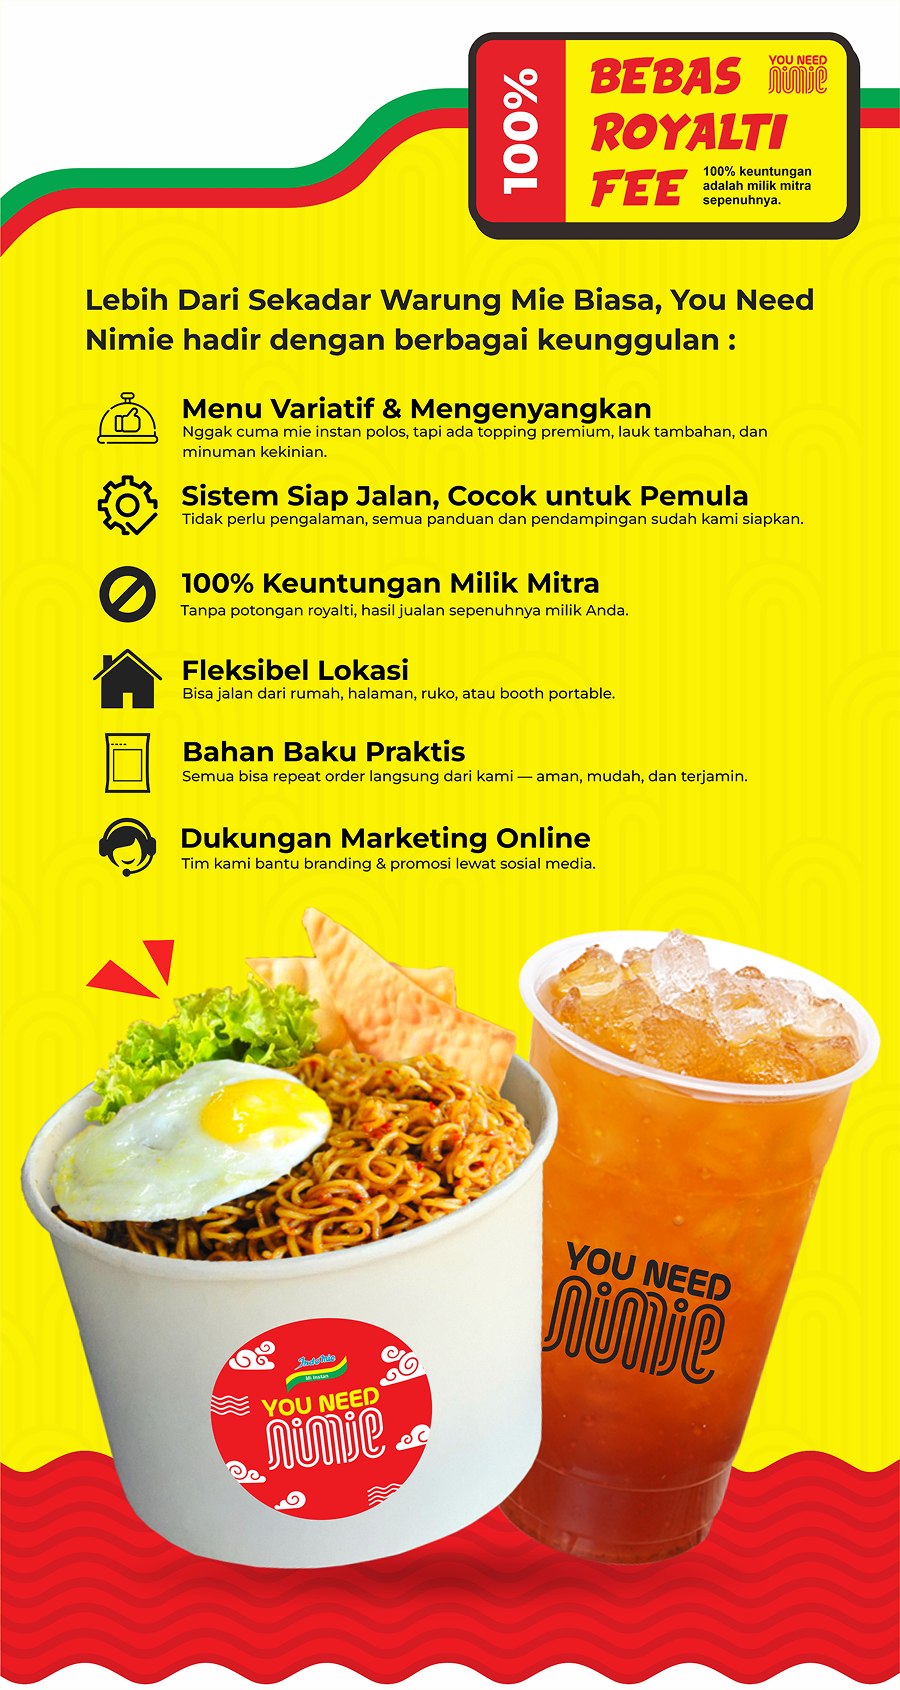 100%
BEBAS
ROYALTI
FEE
YOU NEED
nimie
100% keuntungan
adalah milik mitra
sepenuhnya.
Lebih Dari Sekadar Warung Mie Biasa, You Need
Nimie hadir dengan berbagai keunggulan :
Menu Variatif & Mengenyangkan
Nggak cuma mie instan polos, tapi ada topping premium, lauk tambahan, dan
minuman kekinian.
Sistem Siap Jalan, Cocok untuk Pemula
Tidak perlu pengalaman, semua panduan dan pendampingan sudah kami siapkan.
100% Keuntungan Milik Mitra
Tanpa potongan royalti, hasil jualan sepenuhnya milik Anda.
Fleksibel Lokasi
Bisa jalan dari rumah, halaman, ruko, atau booth portable.
Bahan Baku Praktis
Semua bisa repeat order langsung dari kami — aman, mudah, dan terjamin.
Dukungan Marketing Online
Tim kami bantu branding & promosi lewat sosial media.
YOU NEED
nimie
Indomie
Mi Instan
YOU NEED
nimie